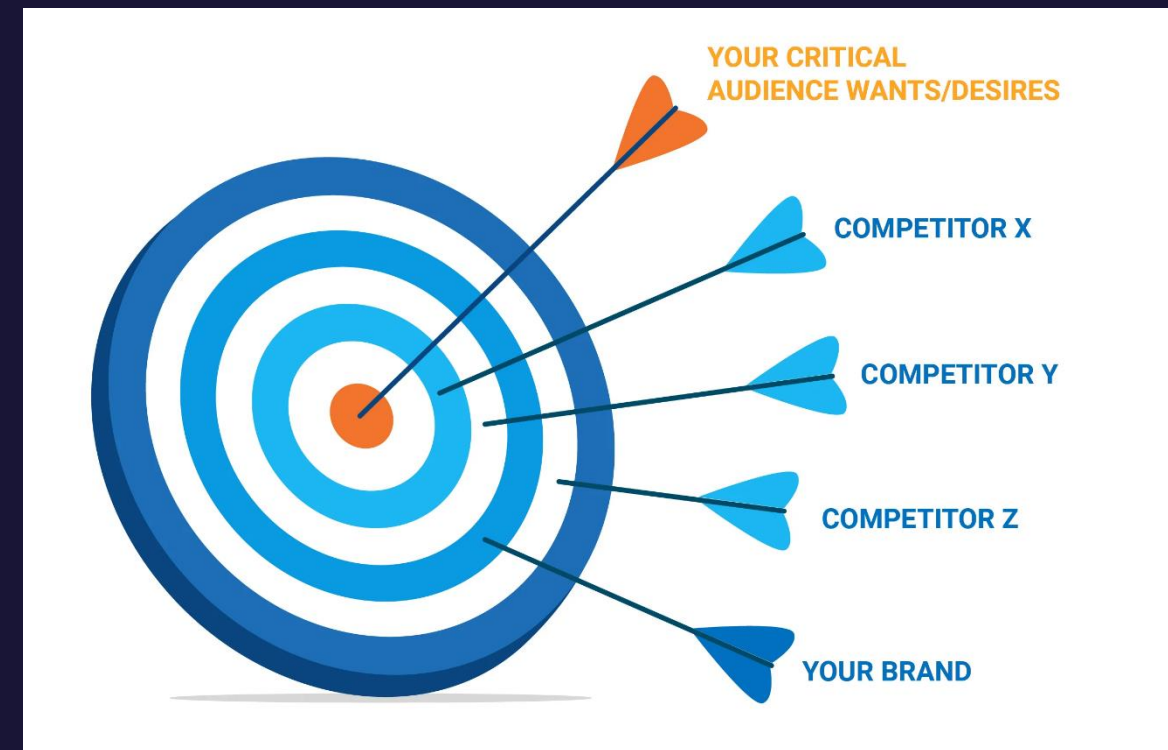 YOUR CRITICAL
AUDIENCE WANTS/DESIRES
COMPETITOR X
COMPETITOR Y
COMPETITOR Z
YOUR BRAND